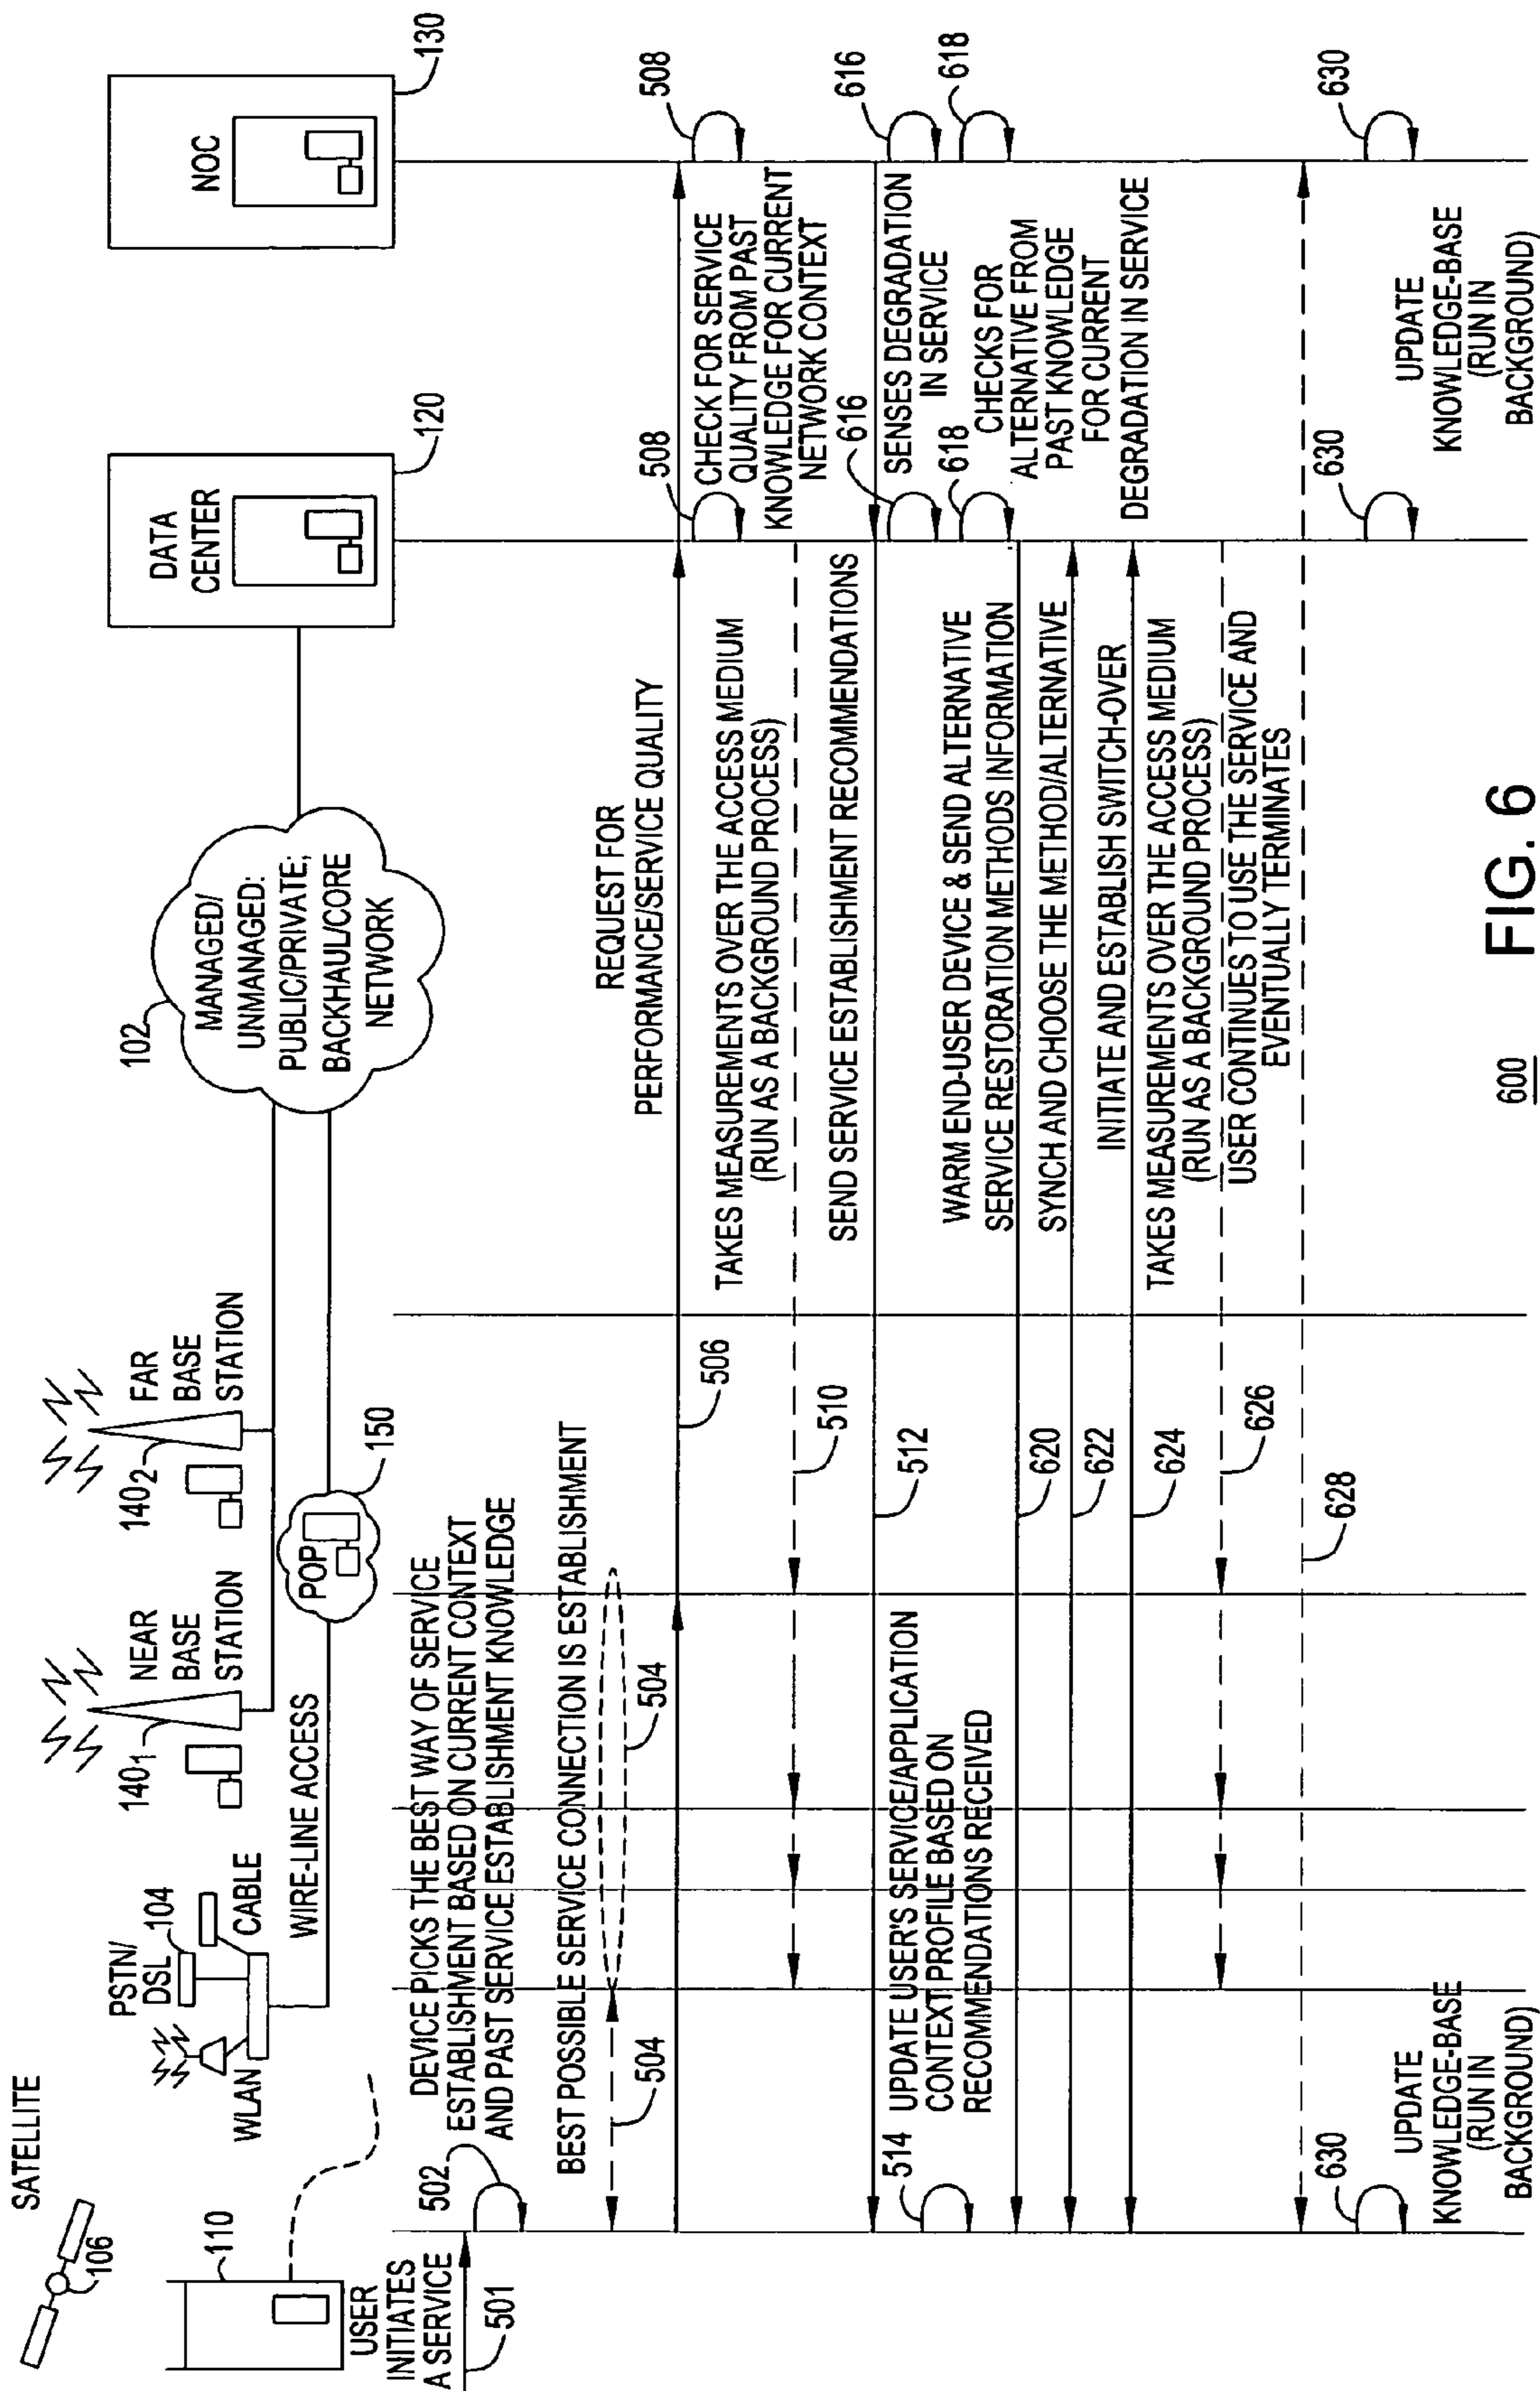 SATELLITE
106
110
WLAN
PSTN/
DSL
104
CABLE
WIRE-LINE ACCESS
140₁
NEAR
BASE
STATION
140₂
FAR
BASE
STATION
POP
150
102
MANAGED/
UNMANAGED:
PUBLIC/PRIVATE;
BACKHAUL/CORE
NETWORK
DATA
CENTER
120
NOC
130
USER
INITIATES
A SERVICE
501
502
DEVICE PICKS THE BEST WAY OF SERVICE
ESTABLISHMENT BASED ON CURRENT CONTEXT
AND PAST SERVICE ESTABLISHMENT KNOWLEDGE
BEST POSSIBLE SERVICE CONNECTION IS ESTABLISHMENT
504
504
REQUEST FOR
PERFORMANCE/SERVICE QUALITY
506
508
508
CHECK FOR SERVICE
QUALITY FROM PAST
KNOWLEDGE FOR CURRENT
NETWORK CONTEXT
TAKES MEASUREMENTS OVER THE ACCESS MEDIUM
(RUN AS A BACKGROUND PROCESS)
510
SEND SERVICE ESTABLISHMENT RECOMMENDATIONS
512
514
UPDATE USER'S SERVICE/APPLICATION
CONTEXT PROFILE BASED ON
RECOMMENDATIONS RECEIVED
616
616
SENSES DEGRADATION
IN SERVICE
618
618
CHECKS FOR
ALTERNATIVE FROM
PAST KNOWLEDGE
FOR CURRENT
DEGRADATION IN SERVICE
WARM END-USER DEVICE & SEND ALTERNATIVE
SERVICE RESTORATION METHODS INFORMATION
620
SYNCH AND CHOOSE THE METHOD/ALTERNATIVE
622
INITIATE AND ESTABLISH SWITCH-OVER
624
TAKES MEASUREMENTS OVER THE ACCESS MEDIUM
(RUN AS A BACKGROUND PROCESS)
626
USER CONTINUES TO USE THE SERVICE AND
EVENTUALLY TERMINATES
628
630
UPDATE
KNOWLEDGE-BASE
(RUN IN
BACKGROUND)
630
UPDATE
KNOWLEDGE-BASE
(RUN IN
BACKGROUND)
630
600
FIG. 6